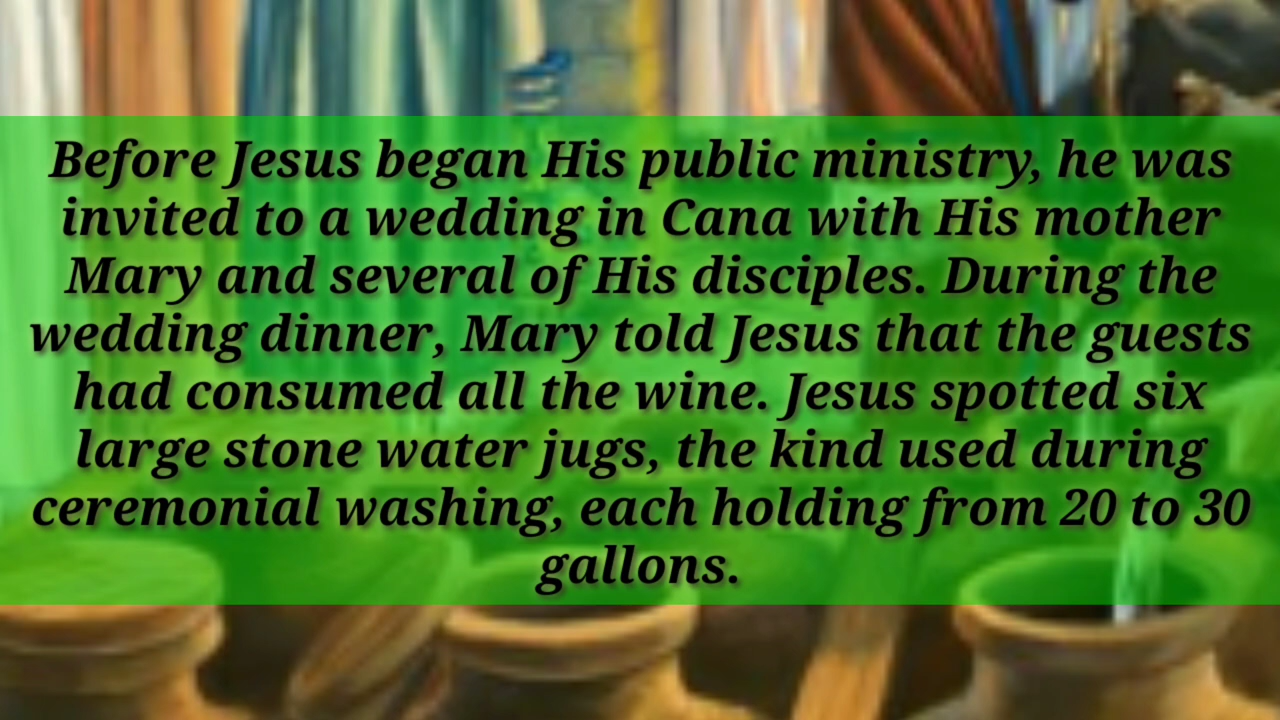 Before Jesus began His public ministry, he was
invited to a wedding in Cana with His mother
Mary and several of His disciples. During the
wedding dinner, Mary told Jesus that the guests
had consumed all the wine. Jesus spotted six
large stone water jugs, the kind used during
ceremonial washing, each holding from 20 to 30
gallons.